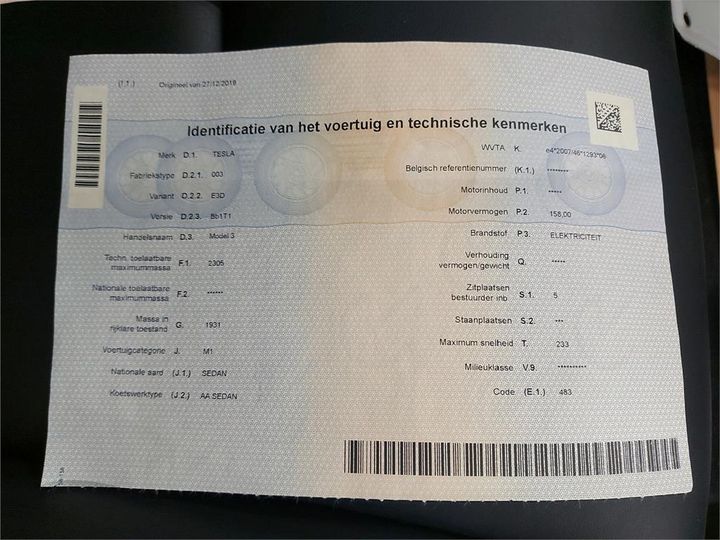 (I.1.) Origineel van 27/12/2018
Identificatie van het voertuig en technische kenmerken
Merk D.1. TESLA
Fabriekstype D.2.1. 003
Variant D.2.2. E3D
Versie D.2.3. Bb1T1
Handelsnaam D.3. Model 3
Techn. toelaatbare
maximummassa F.1. 2305
Nationale toelaatbare
maximummassa F.2. ******
Massa in
rijklare toestand G. 1931
Voertuigcategorie J. M1
Nationale aard (J.1.) SEDAN
Koetswerktype (J.2.) AA SEDAN
WVTA K. e4*2007/46*1293*06
Belgisch referentienummer (K.1.) ********
Motorinhoud P.1. *****
Motorvermogen P.2. 158,00
Brandstof P.3. ELEKTRICITEIT
Verhouding
vermogen/gewicht Q. *****
Zitplaatsen
bestuurder inb S.1. 5
Staanplaatsen S.2. ***
Maximum snelheid T. 233
Milieuklasse V.9. **********
Code (E.1.) 483